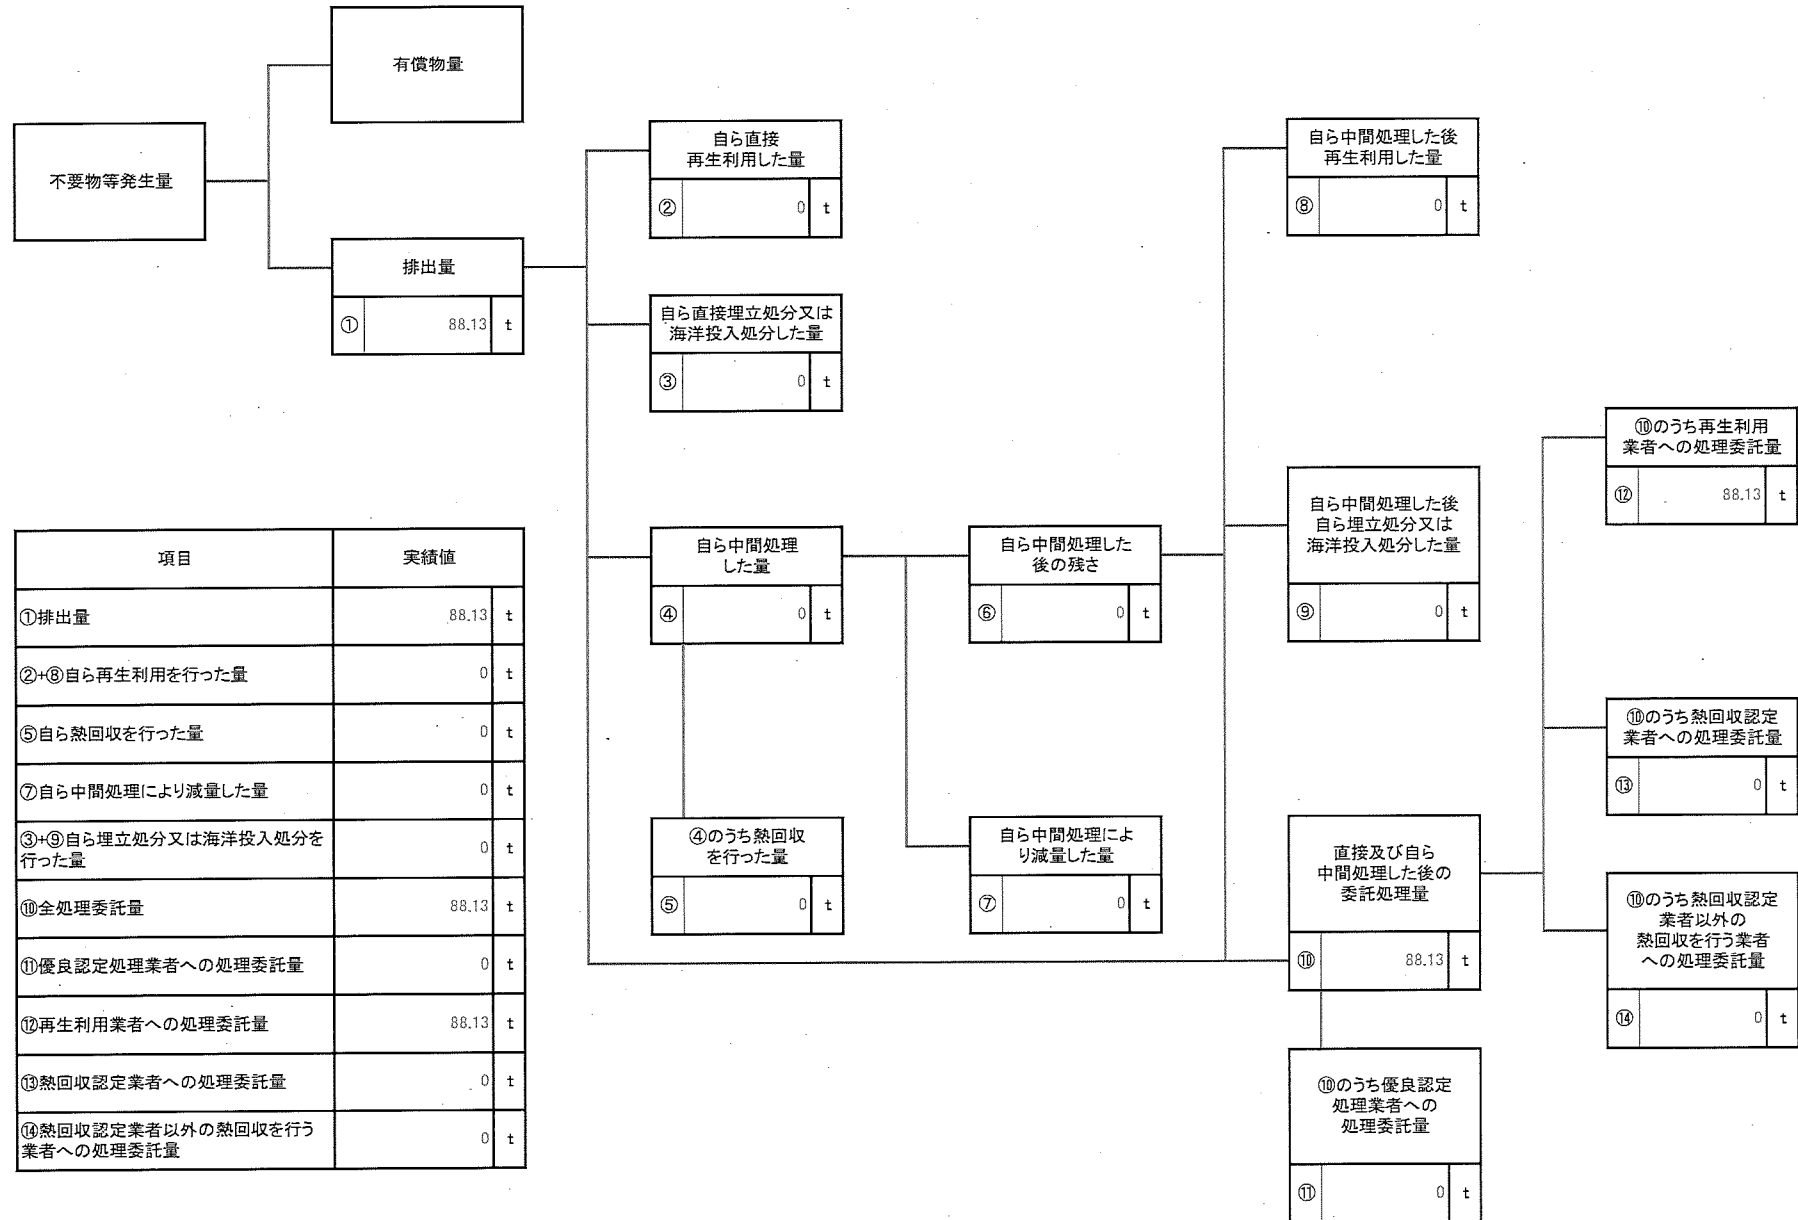 有償物量
不要物等発生量
排出量
① 88.13 t
自ら直接
再生利用した量
② 0 t
自ら直接埋立処分又は
海洋投入処分した量
③ 0 t
自ら中間処理
した量
④ 0 t
④のうち熱回収
を行った量
⑤ 0 t
自ら中間処理した
後の残さ
⑥ 0 t
自ら中間処理によ
り減量した量
⑦ 0 t
自ら中間処理した後
再生利用した量
⑧ 0 t
自ら中間処理した後
自ら埋立処分又は
海洋投入処分した量
⑨ 0 t
直接及び自ら
中間処理した後の
委託処理量
⑩ 88.13 t
⑩のうち優良認定
処理業者への
処理委託量
⑪ 0 t
⑩のうち再生利用
業者への処理委託量
⑫ 88.13 t
⑩のうち熱回収認定
業者への処理委託量
⑬ 0 t
⑩のうち熱回収認定
業者以外の
熱回収を行う業者
への処理委託量
⑭ 0 t
項目 実績値
①排出量 88.13 t
②+⑧自ら再生利用を行った量 0 t
⑤自ら熱回収を行った量 0 t
⑦自ら中間処理により減量した量 0 t
③+⑨自ら埋立処分又は海洋投入処分を
行った量 0 t
⑩全処理委託量 88.13 t
⑪優良認定処理業者への処理委託量 0 t
⑫再生利用業者への処理委託量 88.13 t
⑬熱回収認定業者への処理委託量 0 t
⑭熱回収認定業者以外の熱回収を行う
業者への処理委託量 0 t